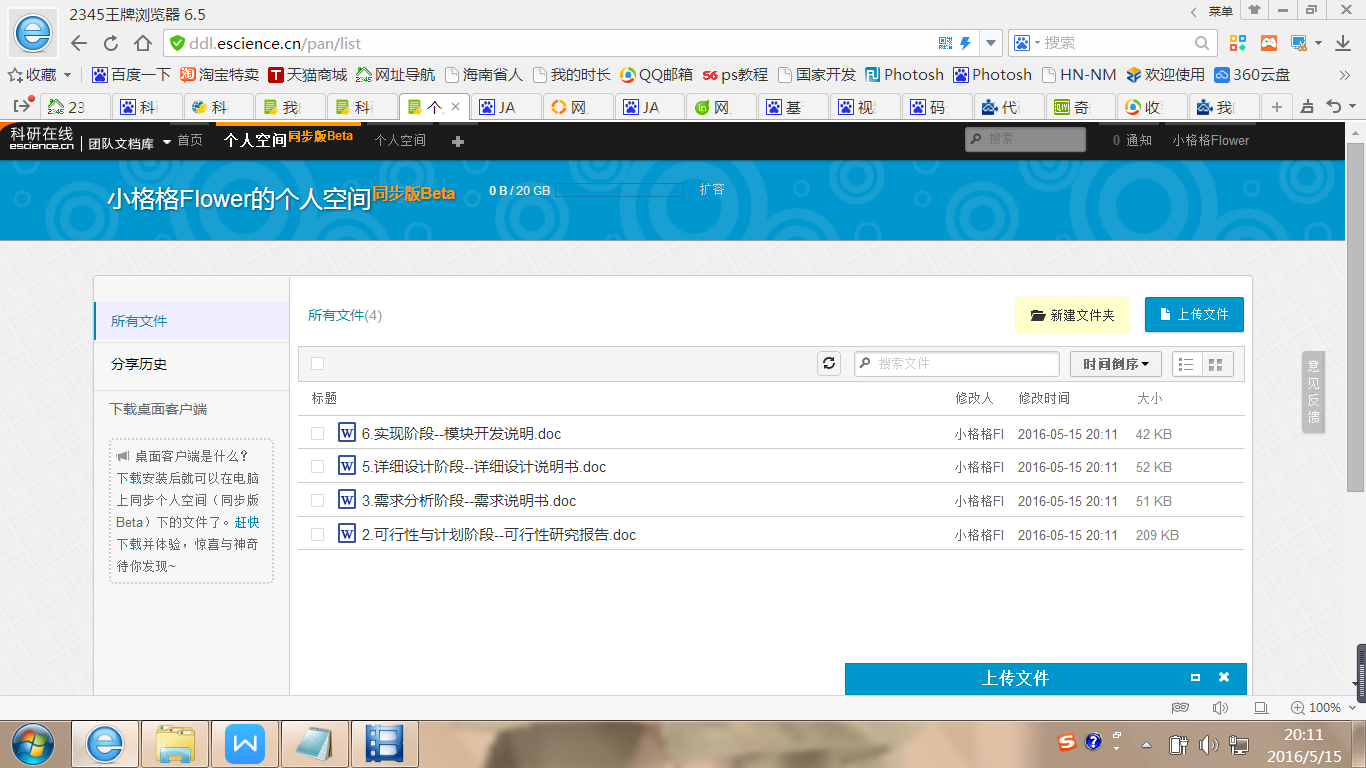 2345王牌浏览器 6.5
菜单
ddl.escience.cn/pan/list
搜索
收藏 百度一下 淘宝特卖 天猫商城 网址导航 海南省人 我的时长 QQ邮箱 56 ps教程 国家开发 Photosh Photosh HN-NM 欢迎使用 360云盘
23 科 科 我 科 个 JA 网 JA 网 基 视 码 代 奇 收 我
科研在线
escience.cn
团队文档库 首页 个人空间同步版Beta 个人空间
搜索
0 通知 小格格Flower
小格格Flower的个人空间同步版Beta
0 B / 20 GB 扩容
所有文件
分享历史
下载桌面客户端
桌面客户端是什么？
下载安装后就可以在电脑
上同步个人空间（同步版
Beta）下的文件了。赶快
下载并体验，惊喜与神奇
待你发现~
所有文件(4)
新建文件夹 上传文件
搜索文件 时间倒序
标题 修改人 修改时间 大小
6.实现阶段--模块开发说明.doc 小格格Fl 2016-05-15 20:11 42 KB
5.详细设计阶段--详细设计说明书.doc 小格格Fl 2016-05-15 20:11 52 KB
3.需求分析阶段--需求说明书.doc 小格格Fl 2016-05-15 20:11 51 KB
2.可行性与计划阶段--可行性研究报告.doc 小格格Fl 2016-05-15 20:11 209 KB
意见反馈
上传文件
100%
20:11
2016/5/15